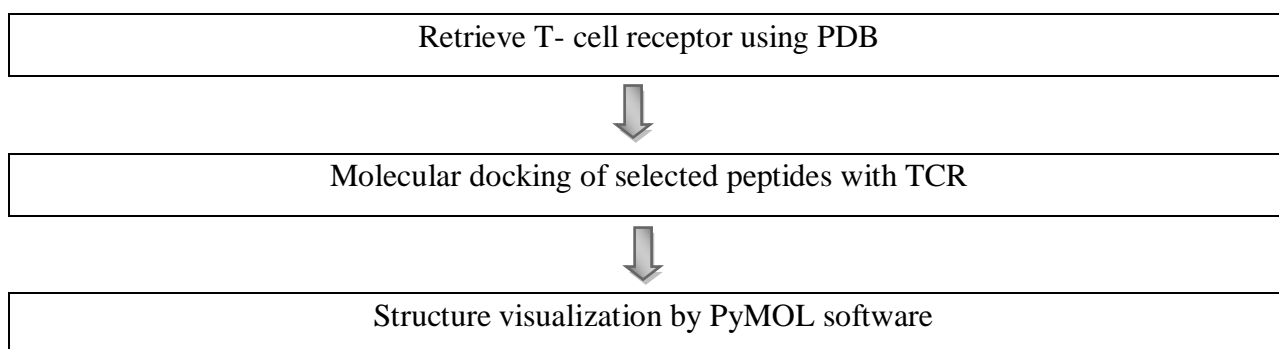 Retrieve T- cell receptor using PDB
Molecular docking of selected peptides with TCR
Structure visualization by PyMOL software